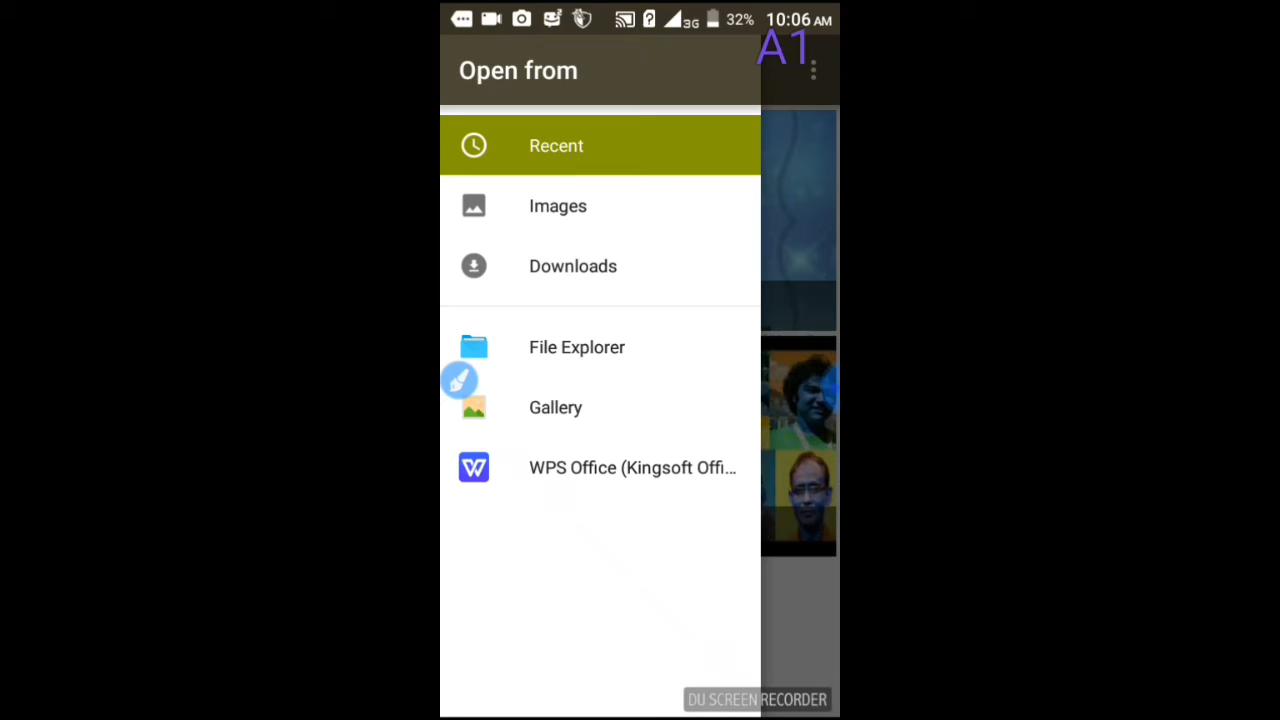 3G 32% 10:06 AM
A1
Open from
Recent
Images
Downloads
File Explorer
Gallery
WPS Office (Kingsoft Offi...
DU SCREEN RECORDER